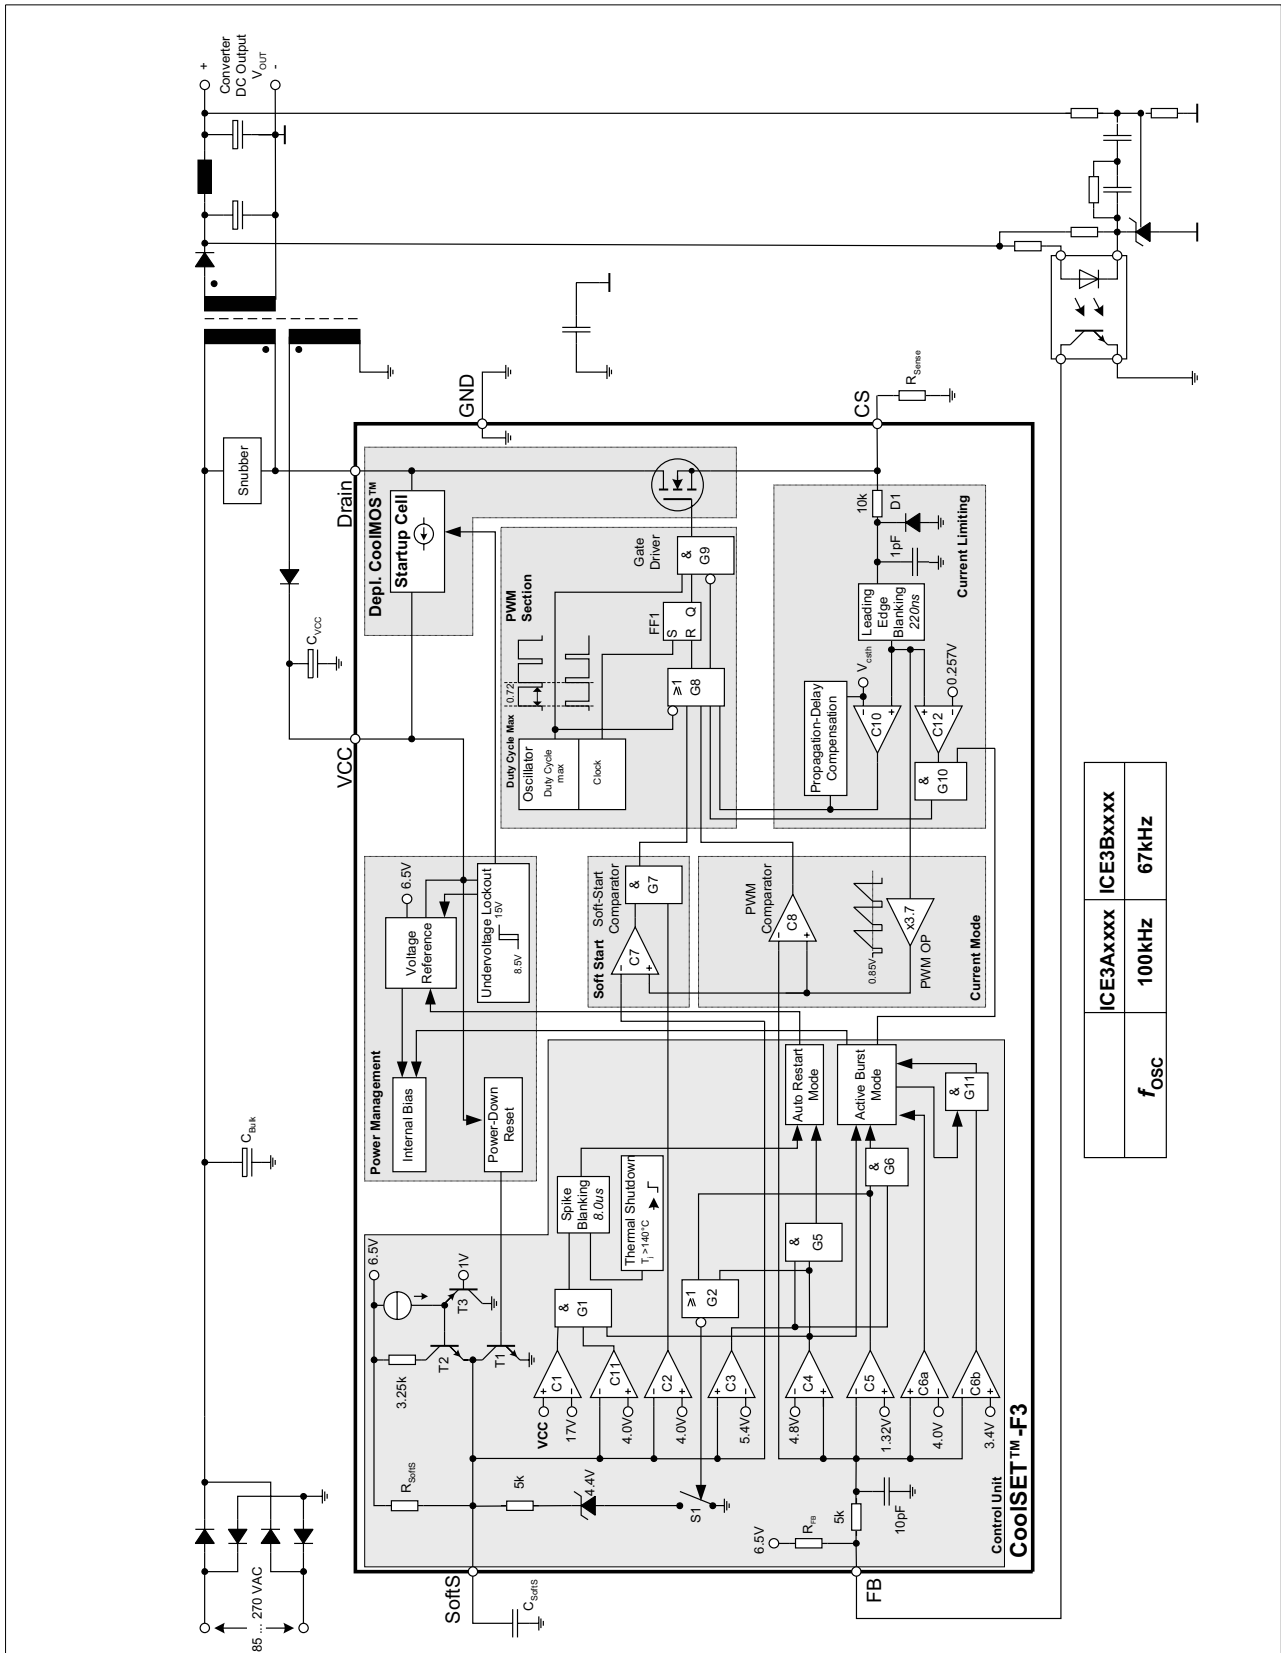 +
Converter
DC Output
V_OUT
-
Snubber
C_Bulk
85 ... 270 VAC
C_VCC
GND
CS
R_Sense
Drain
VCC
SoftS
C_SoftS
FB
Depl. CoolMOS™
Startup Cell
PWM
Section
Gate
Driver
&
G9
FF1
S
R Q
≥1
G8
0.72
Duty Cycle Max
Oscillator
Duty Cycle
max
Clock
Power Management
Internal Bias
Voltage
Reference
6.5V
Undervoltage Lockout
15V
8.5V
Power-Down
Reset
Soft Start
Soft-Start
Comparator
C7
&
G7
PWM
Comparator
C8
0.85V
x3.7
PWM OP
Current Mode
10k
D1
1pF
Leading
Edge
Blanking
220ns
Current Limiting
Propagation-Delay
Compensation
V_csth
C10
C12
0.257V
&
G10
6.5V
3.25k
T2
T3
1V
T1
R_SoftS
5k
4.4V
S1
VCC
17V
C1
4.0V
C11
4.0V
C2
5.4V
C3
4.8V
C4
1.32V
C5
4.0V
C6a
3.4V
C6b
&
G1
Spike
Blanking
8.0us
Thermal Shutdown
T_j >140°C
≥1
G2
&
G5
&
G6
Auto Restart
Mode
Active Burst
Mode
&
G11
6.5V
R_FB
5k
10pF
Control Unit
CoolSET™-F3
ICE3Axxxx ICE3Bxxxx
f_OSC 100kHz 67kHz